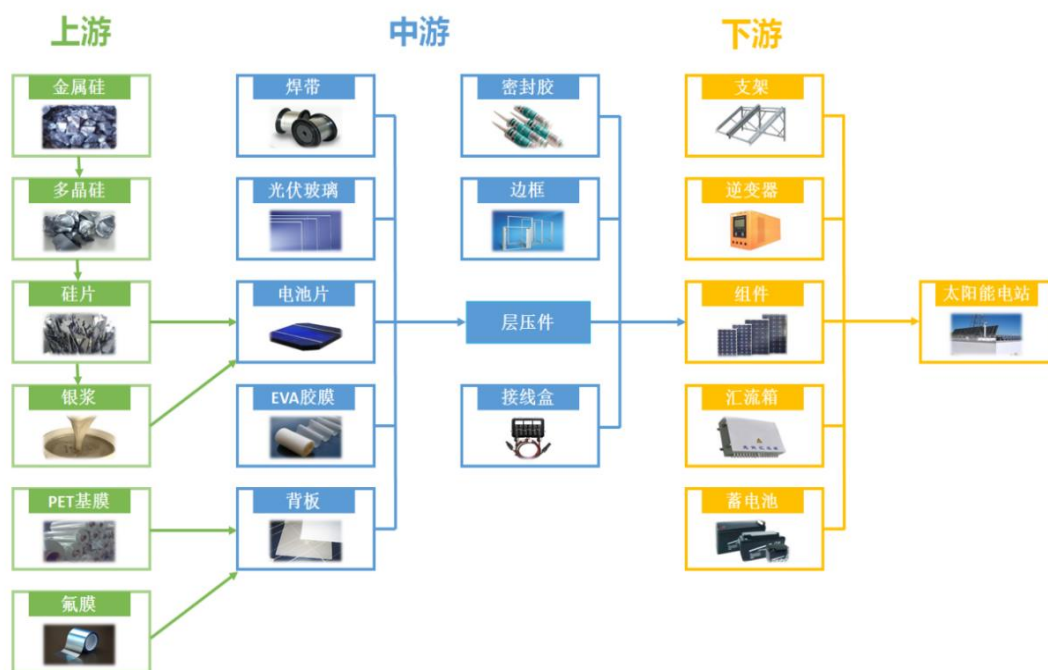 上游
中游
下游
金属硅
焊带
密封胶
支架
多晶硅
光伏玻璃
边框
逆变器
硅片
电池片
层压件
组件
太阳能电站
银浆
EVA胶膜
接线盒
汇流箱
PET基膜
背板
蓄电池
氟膜